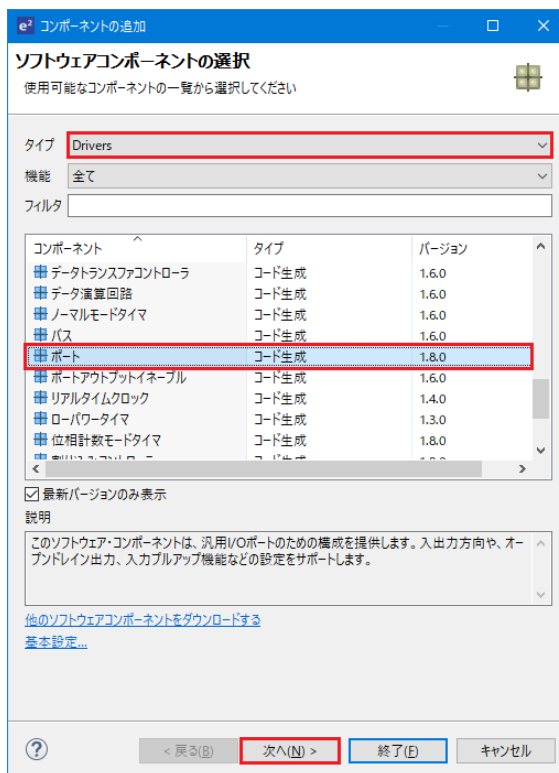 e² コンポーネントの追加
ソフトウェアコンポーネントの選択
使用可能なコンポーネントの一覧から選択してください
タイプ Drivers
機能 全て
フィルタ
コンポーネント タイプ バージョン
データトランスファコントローラ コード生成 1.6.0
データ演算回路 コード生成 1.6.0
ノーマルモードタイマ コード生成 1.6.0
バス コード生成 1.6.0
ポート コード生成 1.8.0
ポートアウトプットイネーブル コード生成 1.6.0
リアルタイムクロック コード生成 1.4.0
ローパワータイマ コード生成 1.3.0
位相計数モードタイマ コード生成 1.8.0
最新バージョンのみ表示
説明
このソフトウェア・コンポーネントは、汎用I/Oポートのための構成を提供します。入出力方向や、オー
プンドレイン出力、入力プルアップ機能などの設定をサポートします。
他のソフトウェアコンポーネントをダウンロードする
基本設定...
? < 戻る(B) 次へ(N) > 終了(F) キャンセル